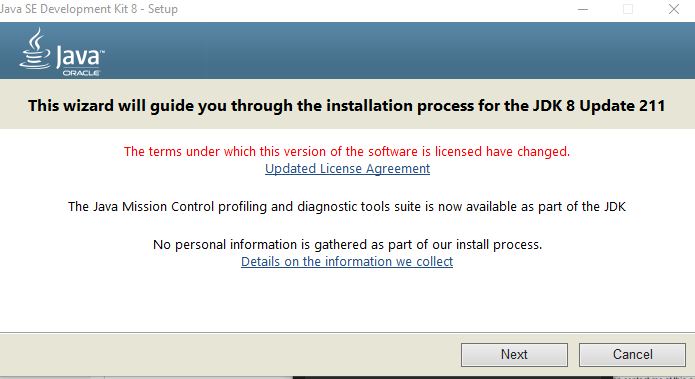 Java SE Development Kit 8 - Setup
Java™
ORACLE
This wizard will guide you through the installation process for the JDK 8 Update 211
The terms under which this version of the software is licensed have changed.
Updated License Agreement
The Java Mission Control profiling and diagnostic tools suite is now available as part of the JDK
No personal information is gathered as part of our install process.
Details on the information we collect
Next
Cancel